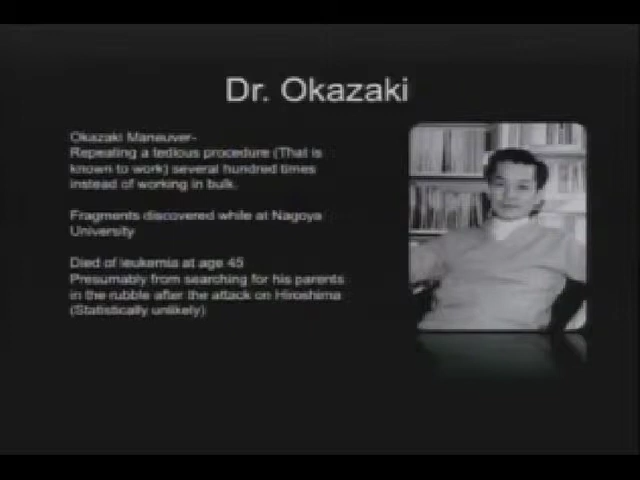 Dr. Okazaki
Okazaki Maneuver-
Repeating a tedious procedure (That is
known to work) several hundred times
instead of working in bulk.
Fragments discovered while at Nagoya
University
Died of leukemia at age 45
Presumably from searching for his parents
in the rubble after the attack on Hiroshima
(Statistically unlikely)